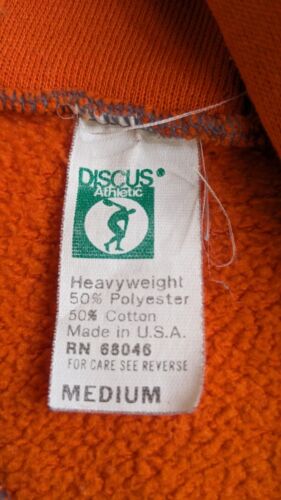 DISCUS®
Athletic
Heavyweight
50% Polyester
50% Cotton
Made in U.S.A.
RN 68046
FOR CARE SEE REVERSE
MEDIUM